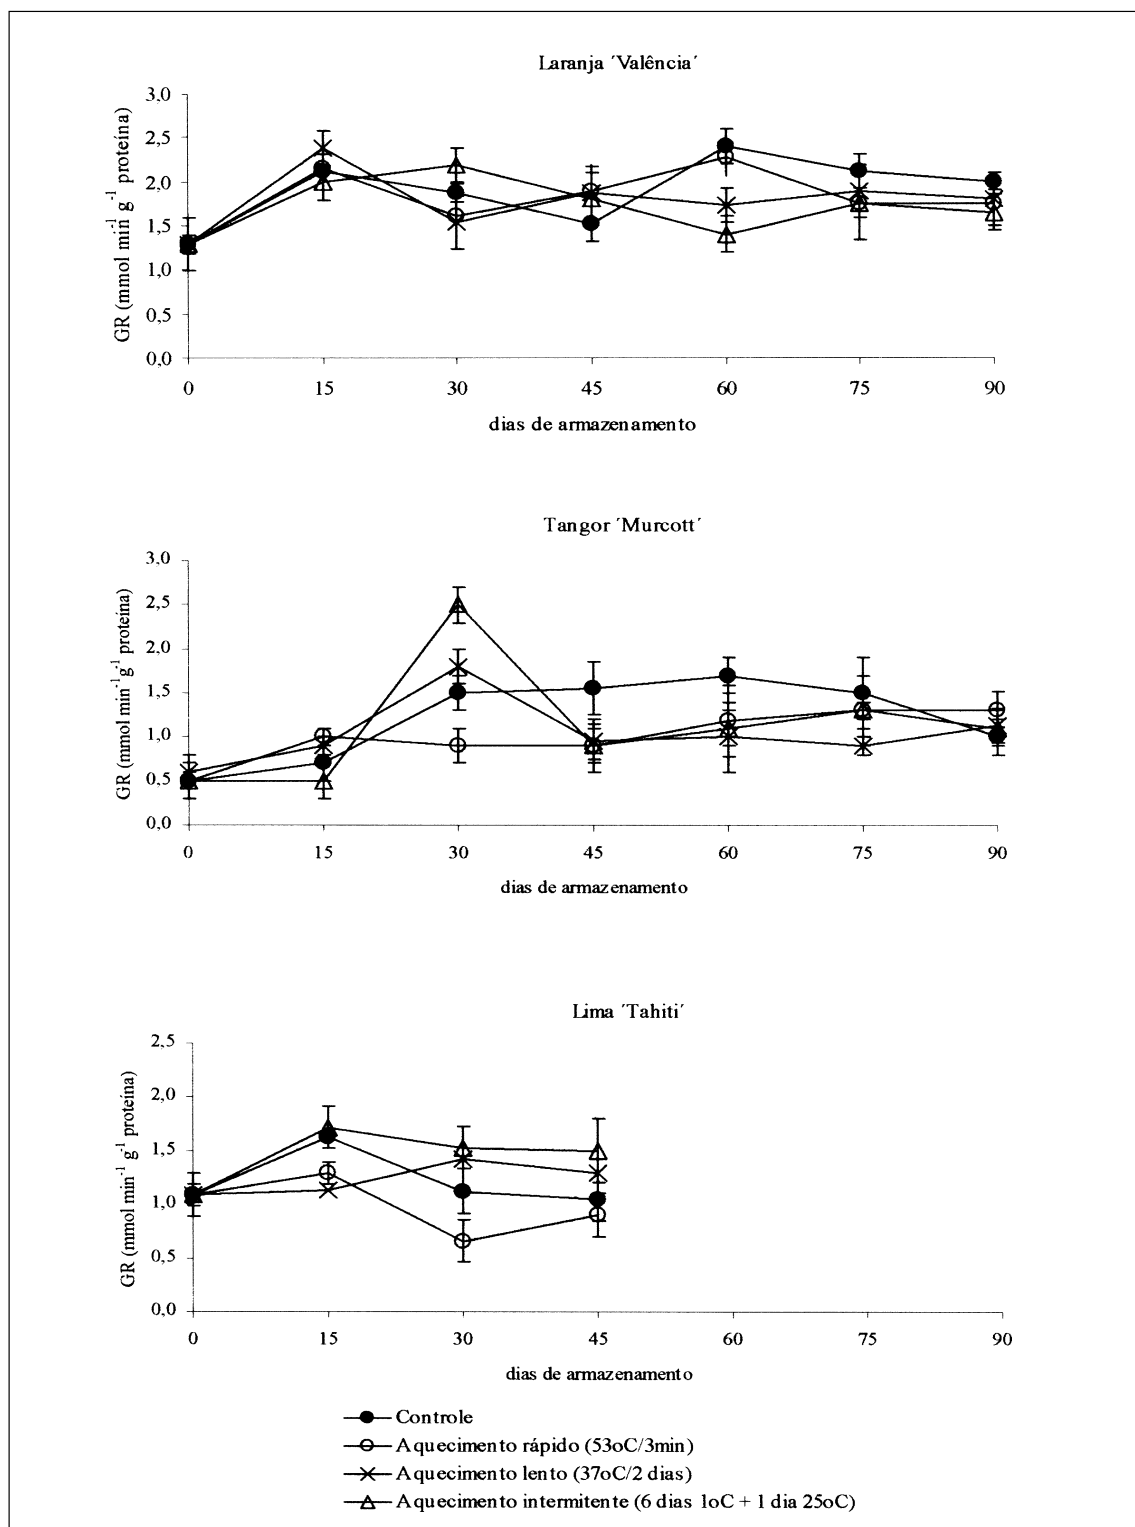 Laranja ´Valência´
GR (mmol min⁻¹ g⁻¹ proteína)
3,0
2,5
2,0
1,5
1,0
0,5
0,0
0 15 30 45 60 75 90
dias de armazenamento
Tangor ´Murcott´
GR (mmol min⁻¹g⁻¹ proteína)
3,0
2,5
2,0
1,5
1,0
0,5
0,0
0 15 30 45 60 75 90
dias de armazenamento
Lima ´Tahiti´
GR (mmol min⁻¹ g⁻¹ proteína)
2,5
2,0
1,5
1,0
0,5
0,0
0 15 30 45 60 75 90
dias de armazenamento
Controle
Aquecimento rápido (53oC/3min)
Aquecimento lento (37oC/2 dias)
Aquecimento intermitente (6 dias 1oC + 1 dia 25oC)